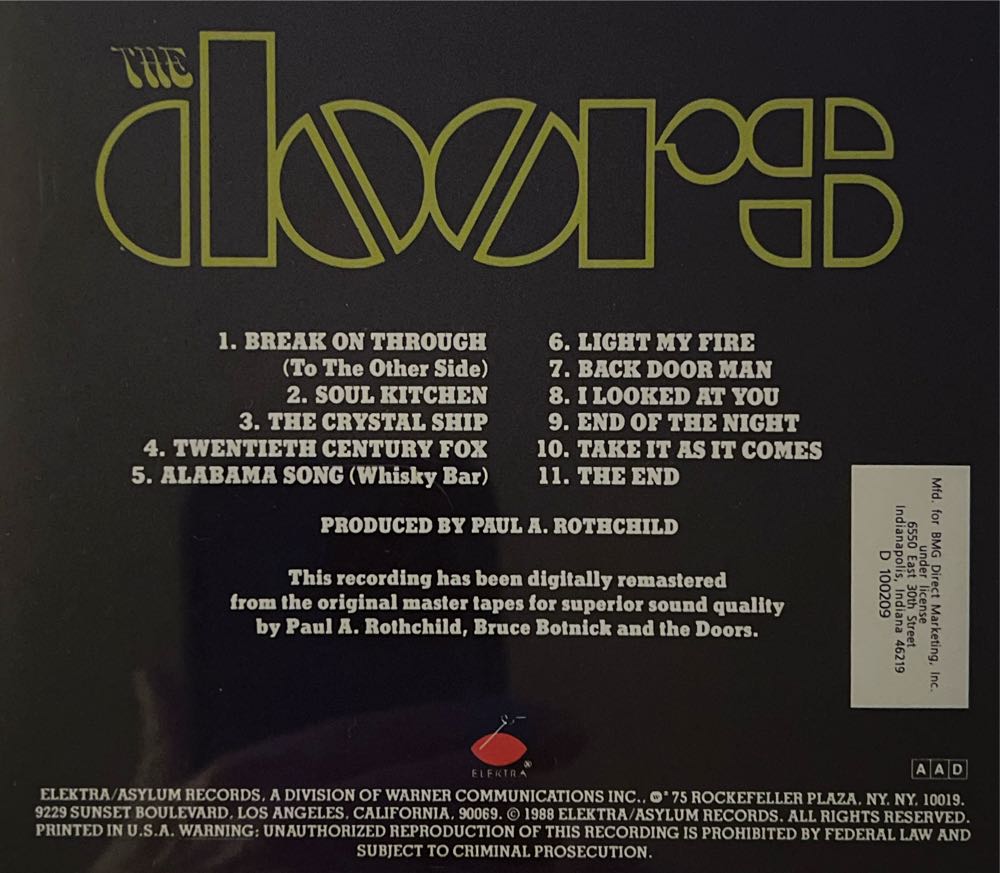 THE
doors
1. BREAK ON THROUGH
(To The Other Side)
2. SOUL KITCHEN
3. THE CRYSTAL SHIP
4. TWENTIETH CENTURY FOX
5. ALABAMA SONG (Whisky Bar)
6. LIGHT MY FIRE
7. BACK DOOR MAN
8. I LOOKED AT YOU
9. END OF THE NIGHT
10. TAKE IT AS IT COMES
11. THE END
PRODUCED BY PAUL A. ROTHCHILD
This recording has been digitally remastered
from the original master tapes for superior sound quality
by Paul A. Rothchild, Bruce Botnick and the Doors.
Mfd. for BMG Direct Marketing, Inc.
under license
6550 East 30th Street
Indianapolis, Indiana 46219
D 100209
ELEKTRA®
AAD
ELEKTRA/ASYLUM RECORDS, A DIVISION OF WARNER COMMUNICATIONS INC., 75 ROCKEFELLER PLAZA, NY, NY, 10019.
9229 SUNSET BOULEVARD, LOS ANGELES, CALIFORNIA, 90069. © 1988 ELEKTRA/ASYLUM RECORDS. ALL RIGHTS RESERVED.
PRINTED IN U.S.A. WARNING: UNAUTHORIZED REPRODUCTION OF THIS RECORDING IS PROHIBITED BY FEDERAL LAW AND
SUBJECT TO CRIMINAL PROSECUTION.